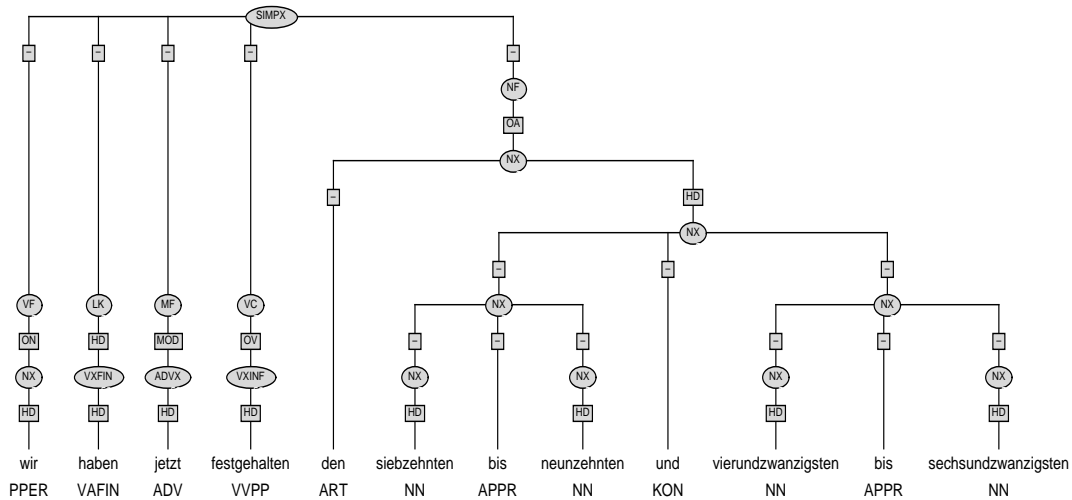 SIMPX
– – – – –
NF
OA
NX
– HD
NX
– – –
VF LK MF VC NX NX
ON HD MOD OV – – – – – –
NX VXFIN ADVX VXINF NX NX NX NX
HD HD HD HD HD HD HD HD
wir haben jetzt festgehalten den siebzehnten bis neunzehnten und vierundzwanzigsten bis sechsundzwanzigsten
PPER VAFIN ADV VVPP ART NN APPR NN KON NN APPR NN